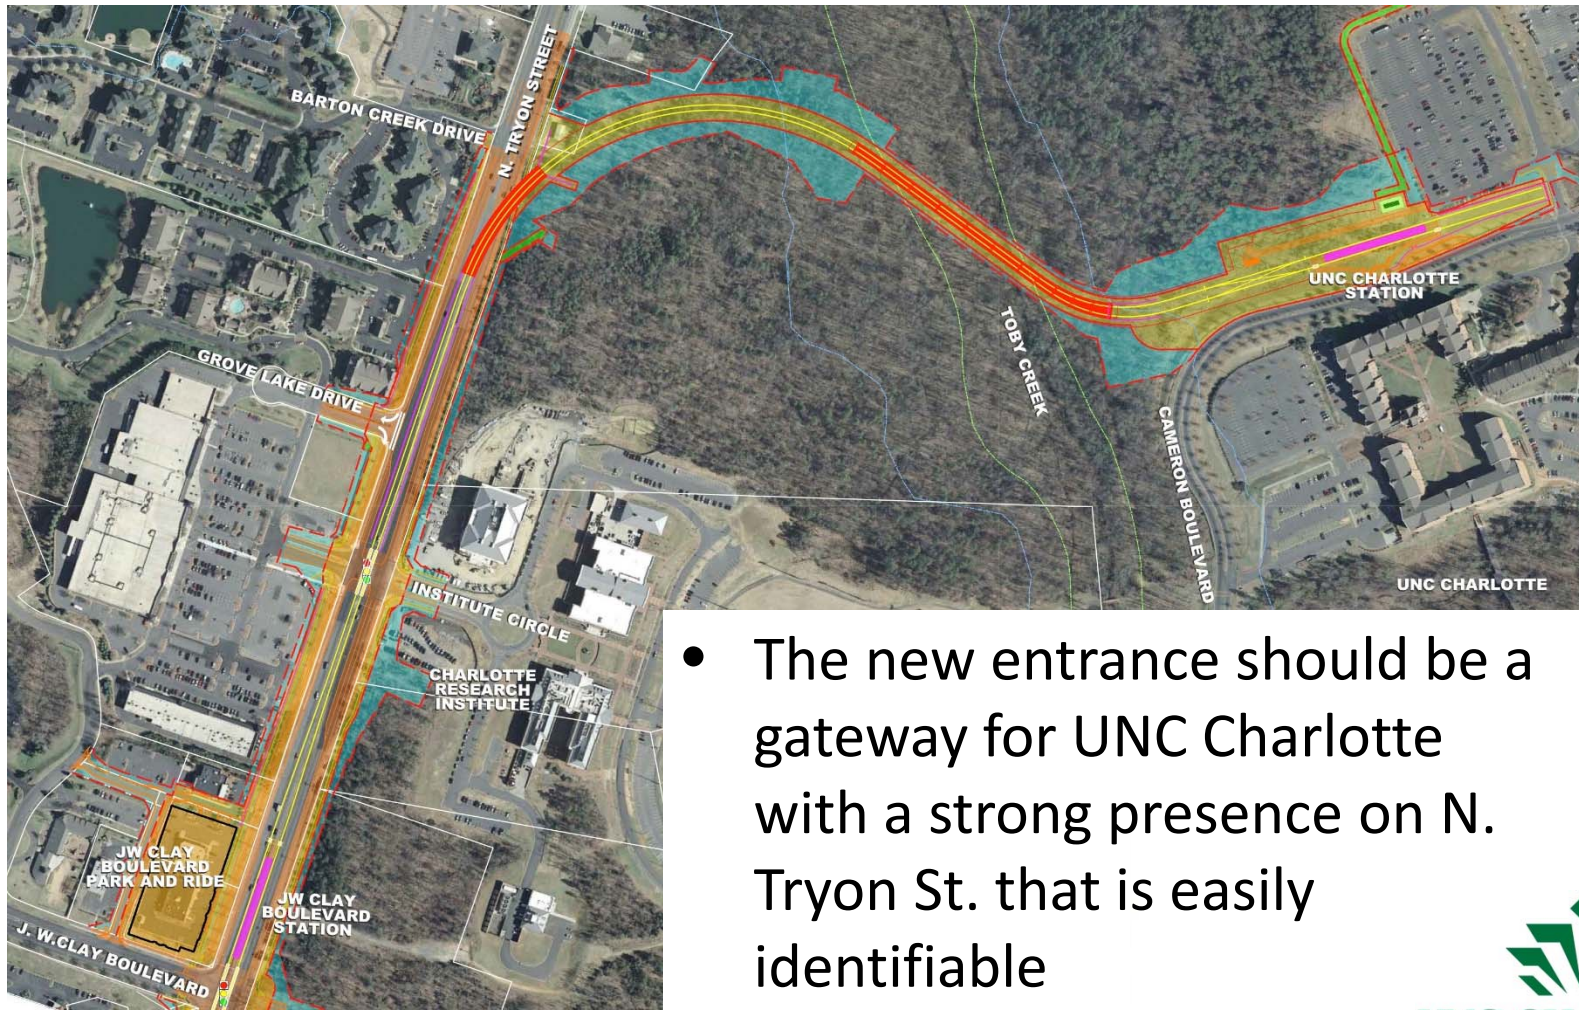 N. TRYON STREET
BARTON CREEK DRIVE
UNC CHARLOTTE
STATION
TOBY CREEK
GROVE LAKE DRIVE
CAMERON BOULEVARD
UNC CHARLOTTE
INSTITUTE CIRCLE
CHARLOTTE
RESEARCH
INSTITUTE
JW CLAY
BOULEVARD
PARK AND RIDE
JW CLAY
BOULEVARD
STATION
J. W.CLAY BOULEVARD
• The new entrance should be a
gateway for UNC Charlotte
with a strong presence on N.
Tryon St. that is easily
identifiable